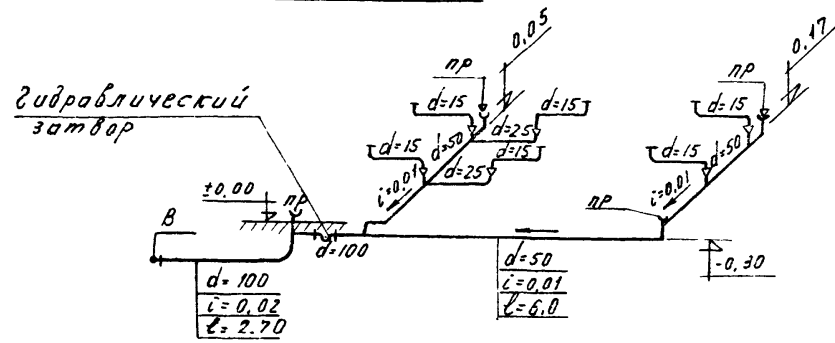 0,05
0,17
пр
пр
d=15
d=15
d=15
Гидравлический
затвор
d=50
d=25
d=50
d=15
d=15
d=15
d=25
i=0,01
i=0,01
±0,00
пр
пр
В
d=100
d=50
i=0,01
l=6,0
-0,30
d=100
i=0,02
l=2.70